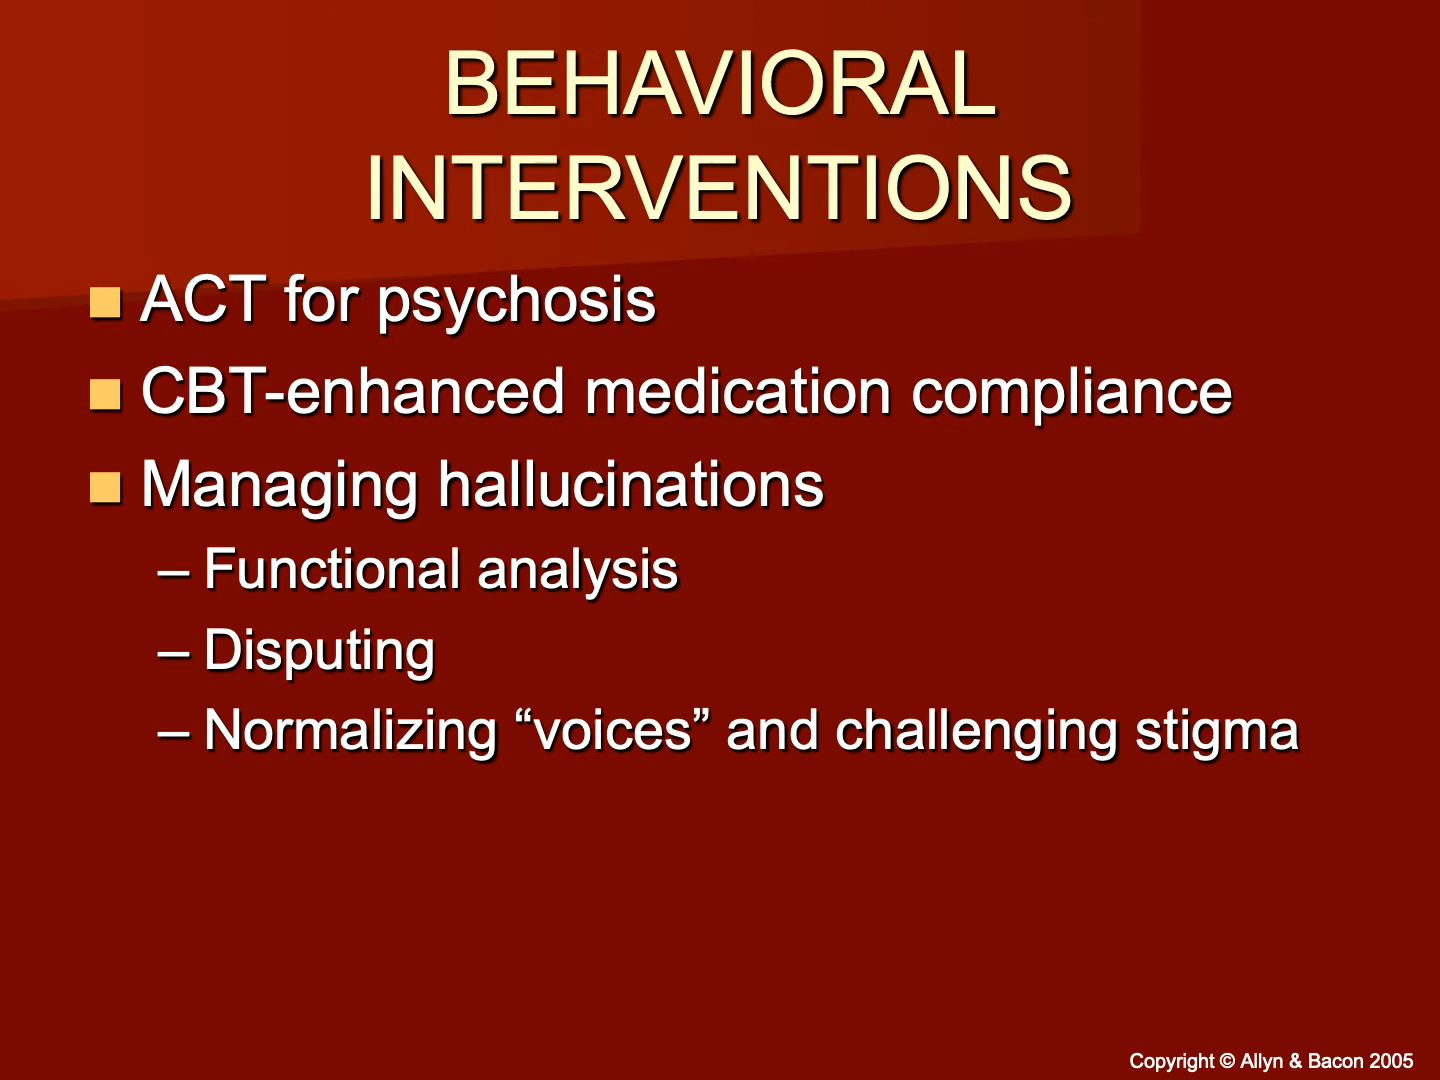 BEHAVIORAL
INTERVENTIONS
ACT for psychosis
CBT-enhanced medication compliance
Managing hallucinations
– Functional analysis
– Disputing
– Normalizing “voices” and challenging stigma
Copyright © Allyn & Bacon 2005